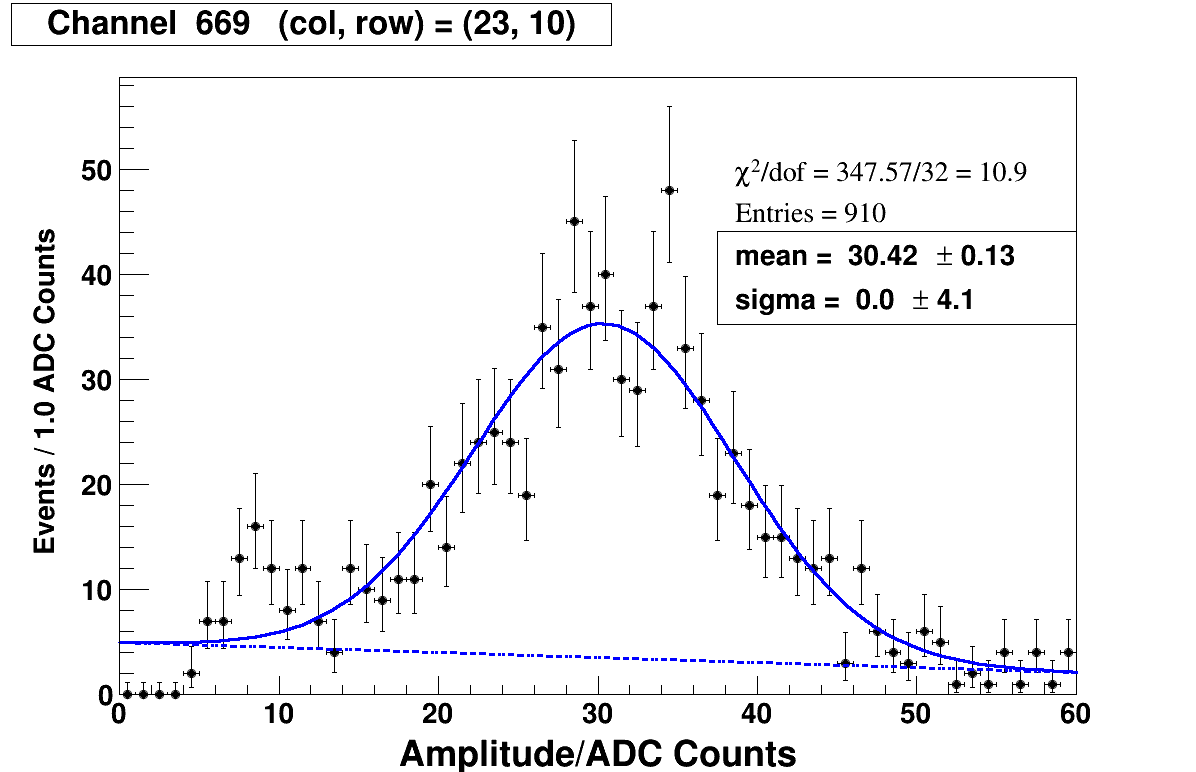 Channel 669 (col, row) = (23, 10)
χ²/dof = 347.57/32 = 10.9
Entries = 910
mean = 30.42 ± 0.13
sigma = 0.0 ± 4.1
Events / 1.0 ADC Counts
50
40
30
20
10
0
0 10 20 30 40 50 60
Amplitude/ADC Counts